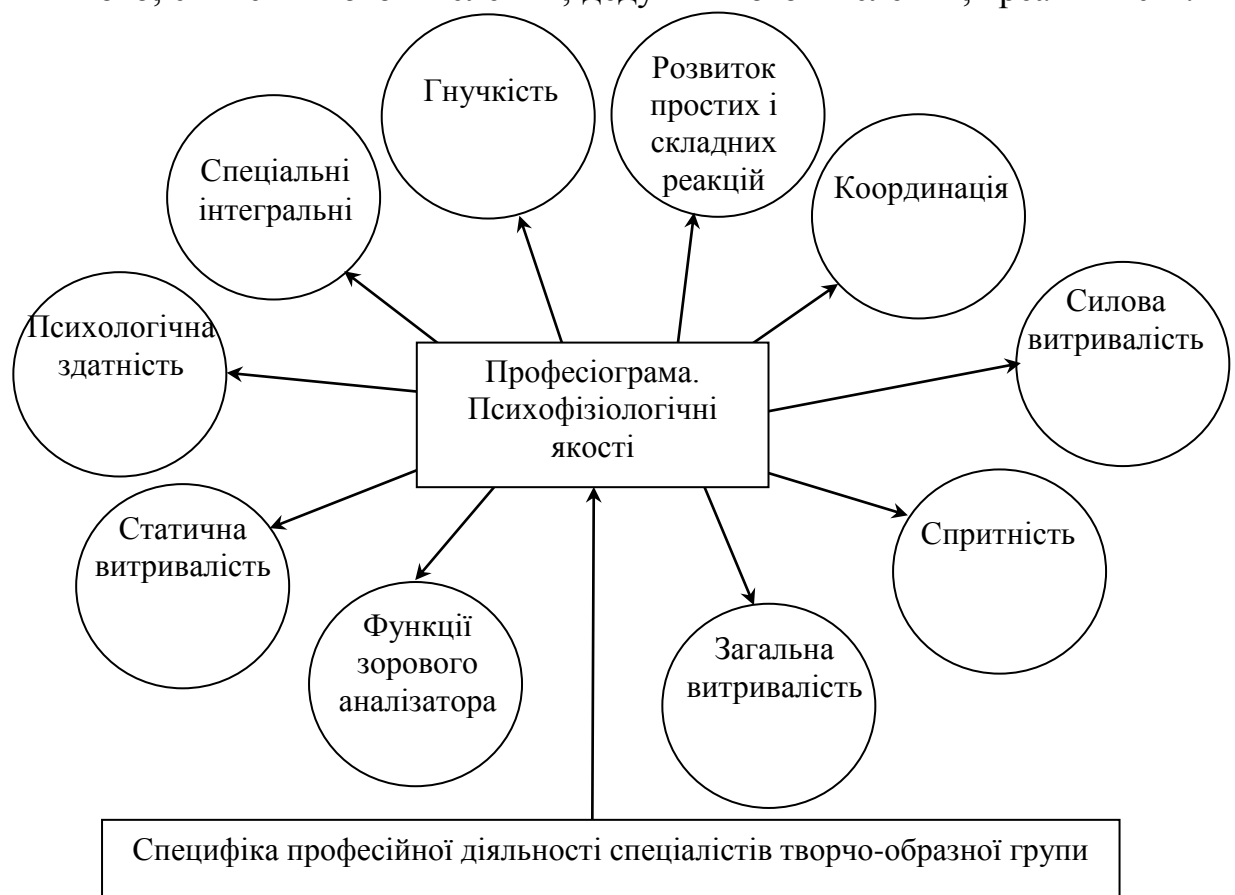 Гнучкість
Розвиток
простих і
складних
реакцій
Спеціальні
інтегральні
Координація
Психологічна
здатність
Силова
витривалість
Професіограма.
Психофізіологічні
якості
Статична
витривалість
Спритність
Функції
зорового
аналізатора
Загальна
витривалість
Специфіка професійної діяльності спеціалістів творчо-образної групи